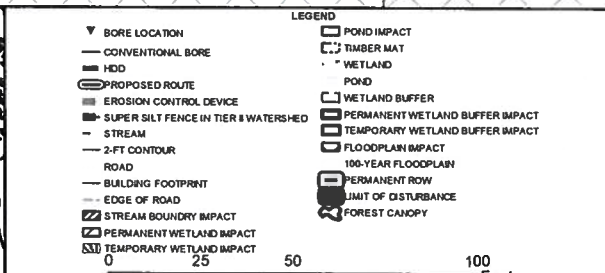 LEGEND
BORE LOCATION
CONVENTIONAL BORE
HDD
PROPOSED ROUTE
EROSION CONTROL DEVICE
SUPER SILT FENCE IN TIER II WATERSHED
STREAM
2-FT CONTOUR
ROAD
BUILDING FOOTPRINT
EDGE OF ROAD
STREAM BOUNDRY IMPACT
PERMANENT WETLAND IMPACT
TEMPORARY WETLAND IMPACT
POND IMPACT
TIMBER MAT
WETLAND
POND
WETLAND BUFFER
PERMANENT WETLAND BUFFER IMPACT
TEMPORARY WETLAND BUFFER IMPACT
FLOODPLAIN IMPACT
100-YEAR FLOODPLAIN
PERMANENT ROW
LIMIT OF DISTURBANCE
FOREST CANOPY
0 25 50 100